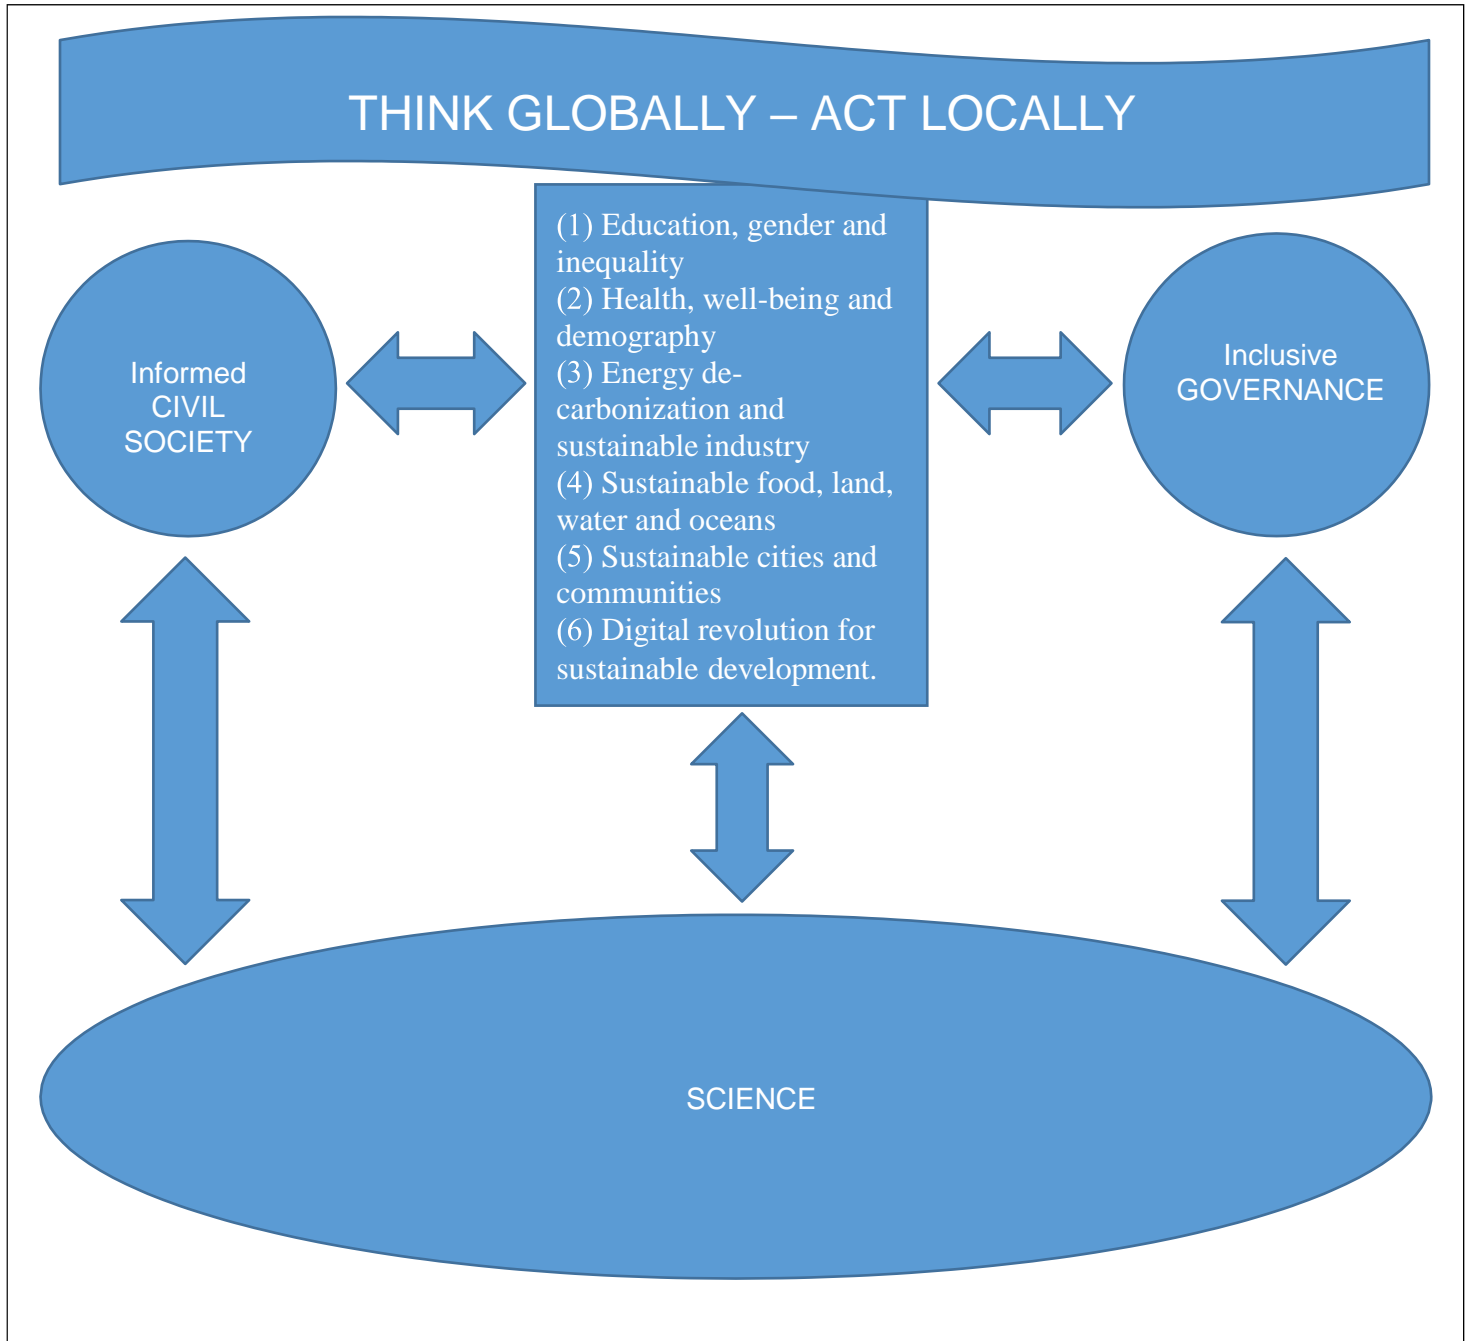 THINK GLOBALLY – ACT LOCALLY
(1) Education, gender and
inequality
(2) Health, well-being and
demography
(3) Energy de-
carbonization and
sustainable industry
(4) Sustainable food, land,
water and oceans
(5) Sustainable cities and
communities
(6) Digital revolution for
sustainable development.
Informed
CIVIL
SOCIETY
Inclusive
GOVERNANCE
SCIENCE